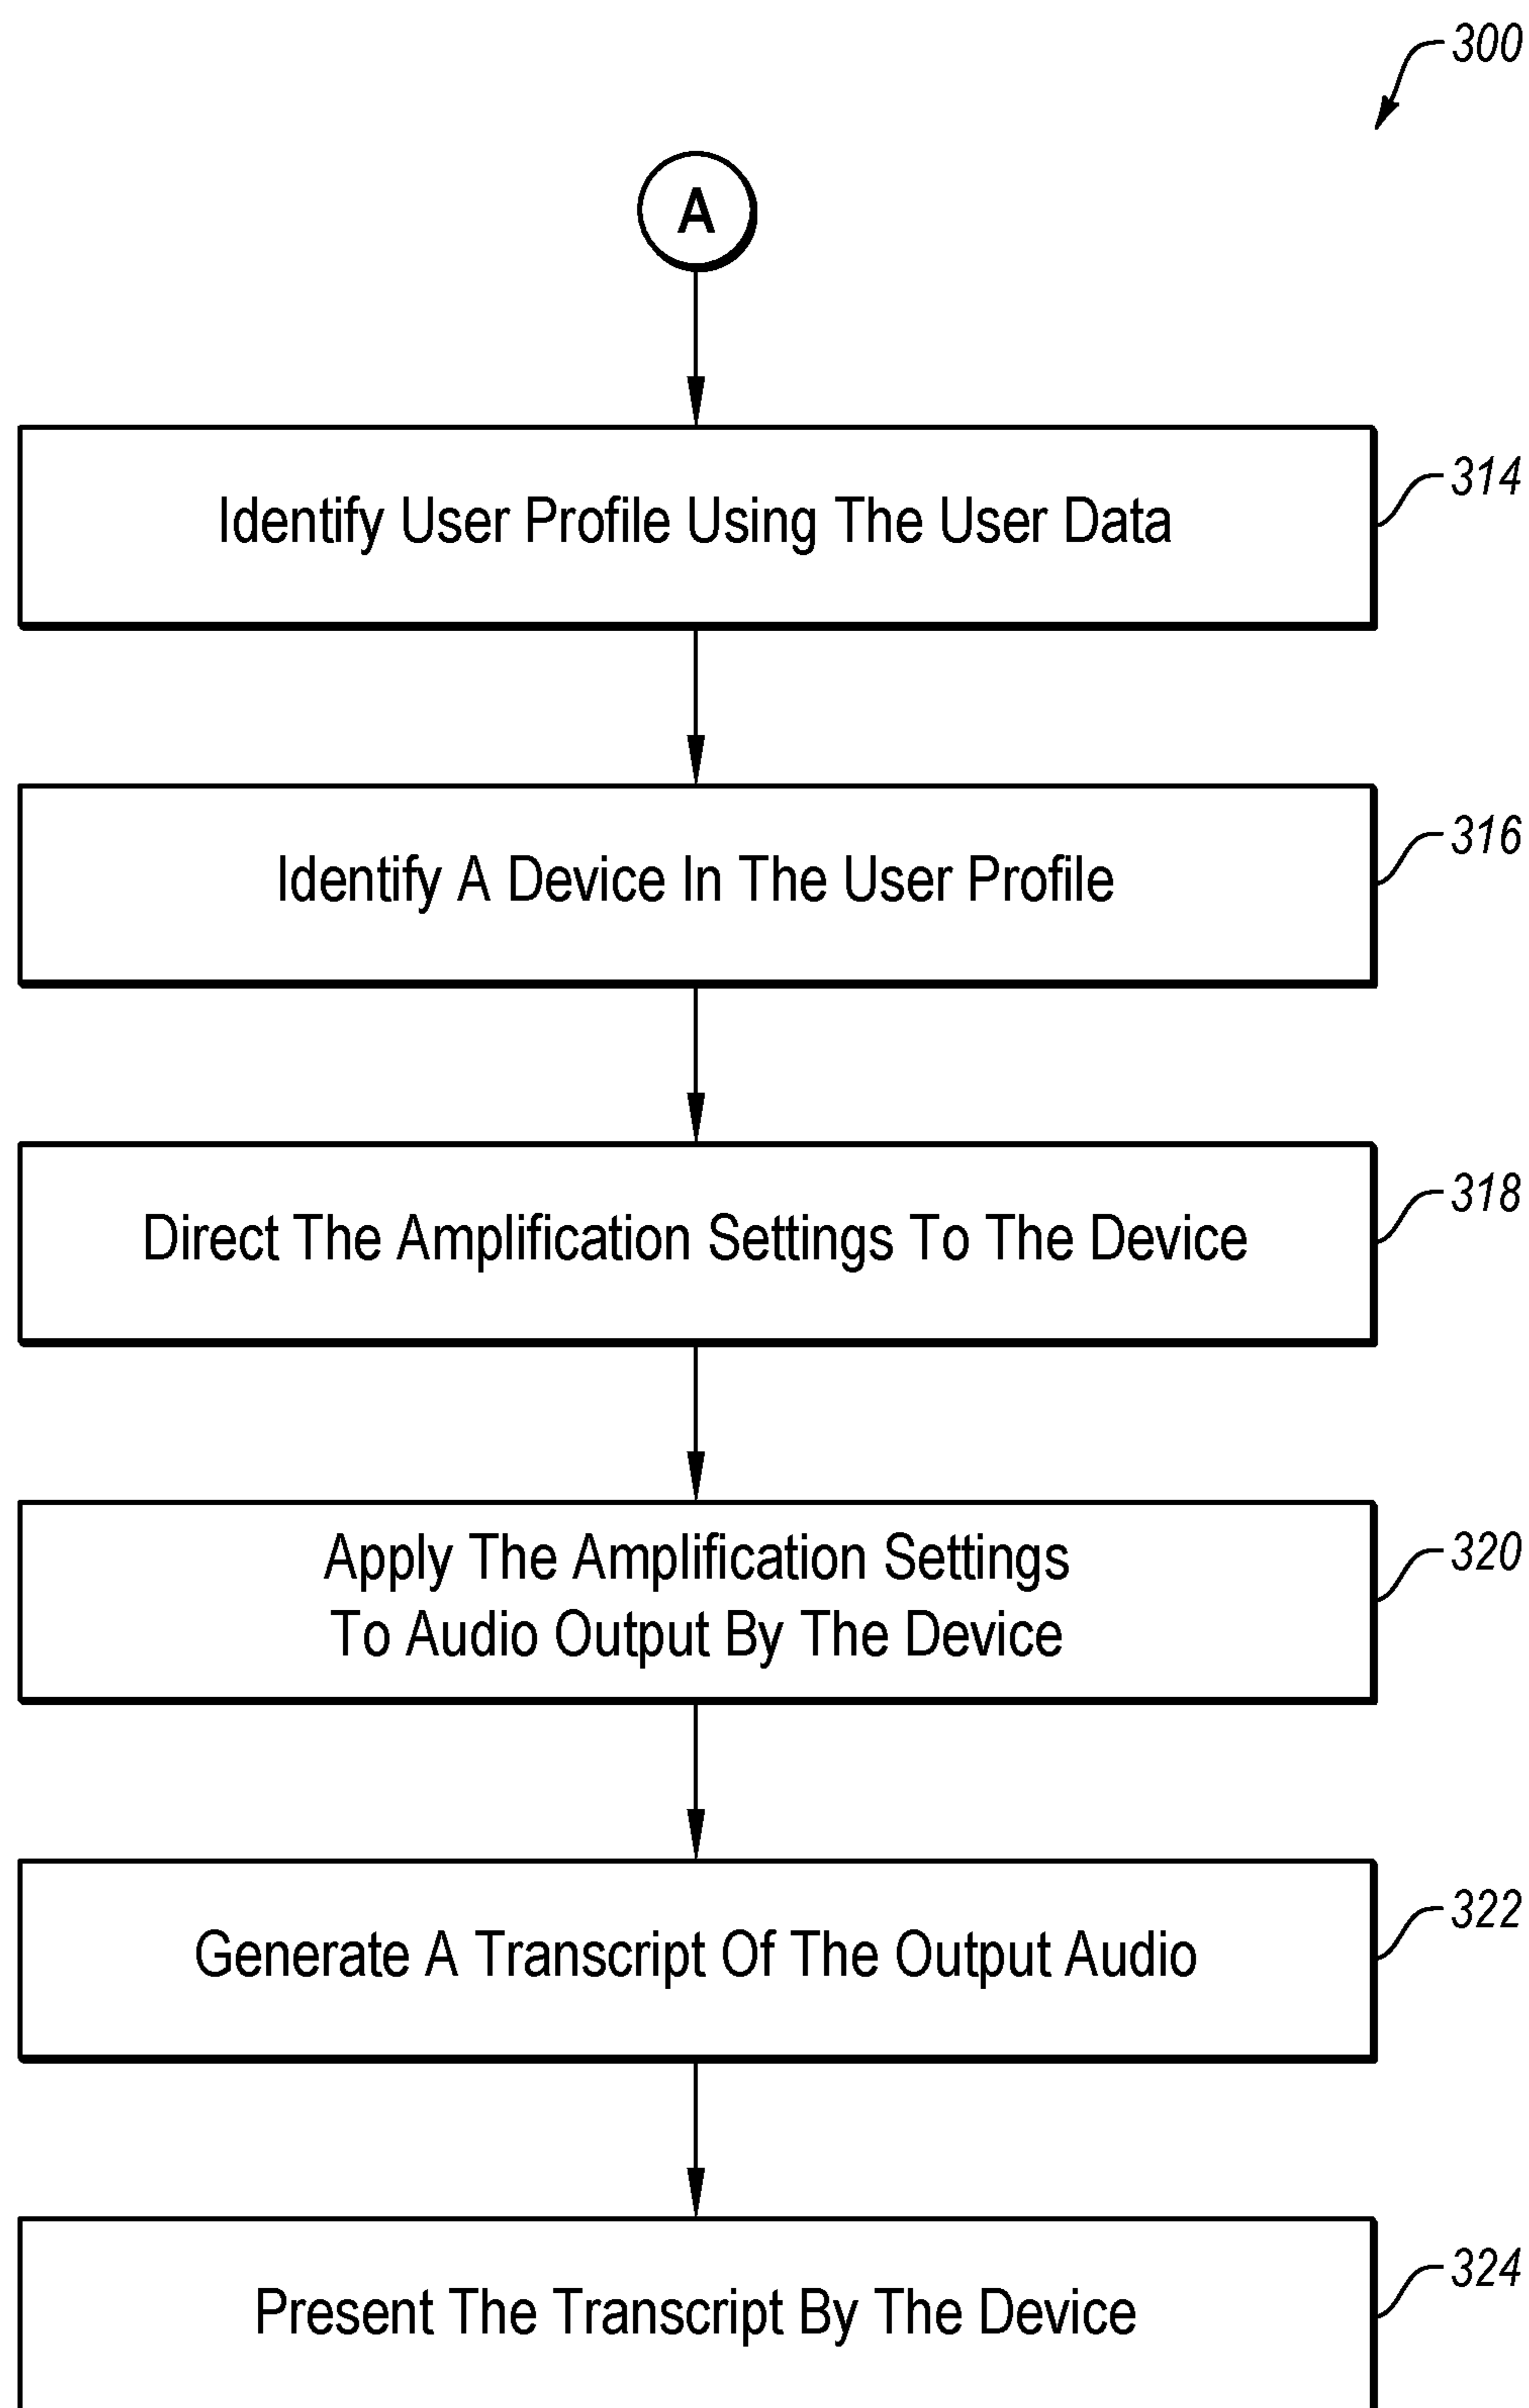 300
A
Identify User Profile Using The User Data
314
Identify A Device In The User Profile
316
Direct The Amplification Settings To The Device
318
Apply The Amplification Settings
To Audio Output By The Device
320
Generate A Transcript Of The Output Audio
322
Present The Transcript By The Device
324